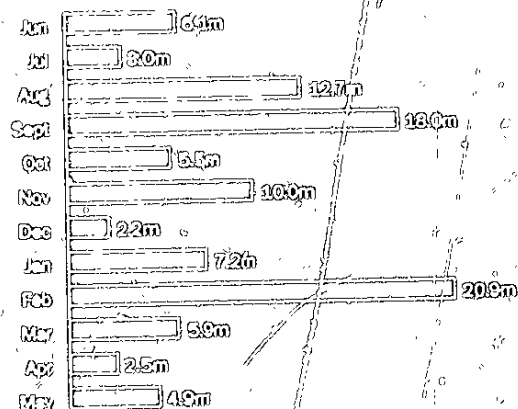 Jun 6.1m
Jul 3.0m
Aug 12.7m
Sept 18.0m
Oct 5.5m
Nov 10.0m
Dec 2.2m
Jan 7.2m
Feb 20.9m
Mar 5.9m
Apr 2.5m
May 4.9m